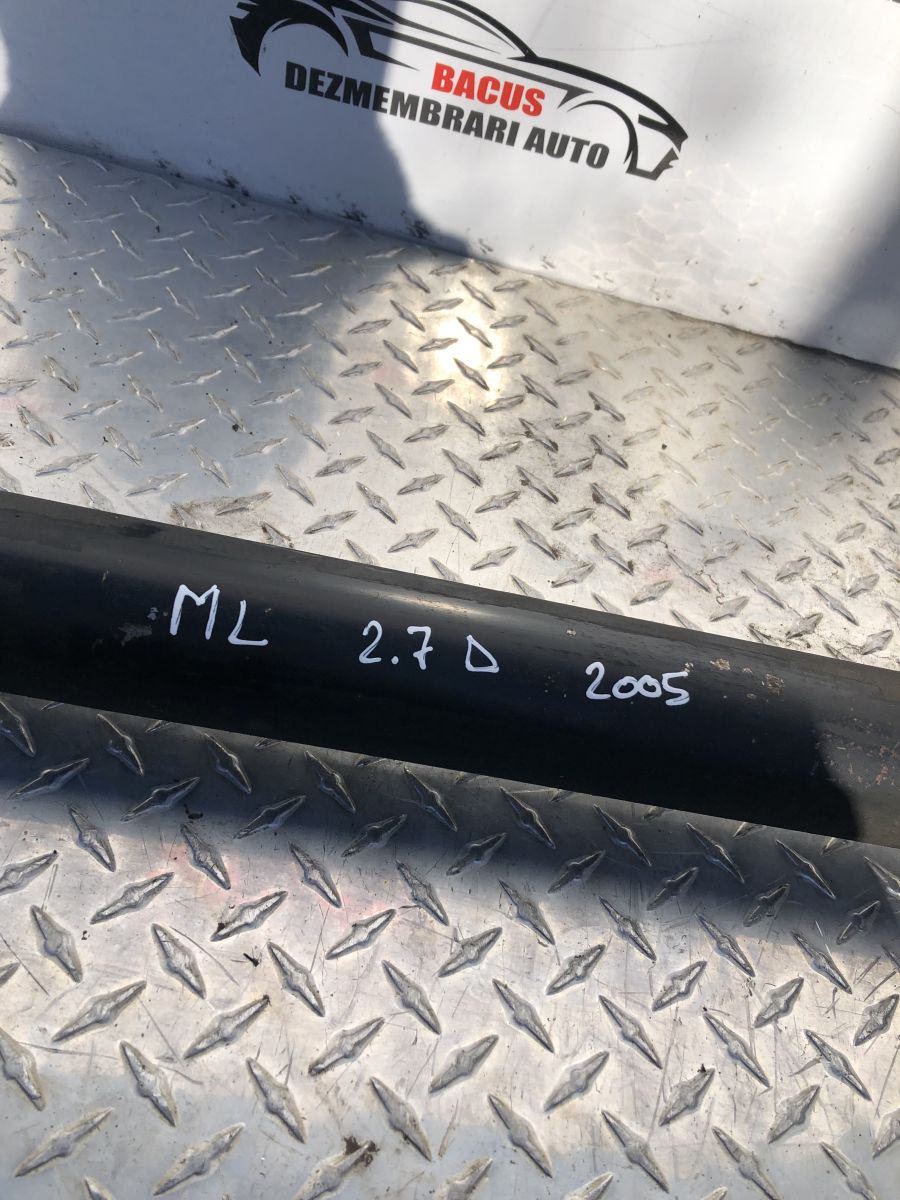 BACUS
DEZMEMBRARI AUTO
ML 2.7 D 2005